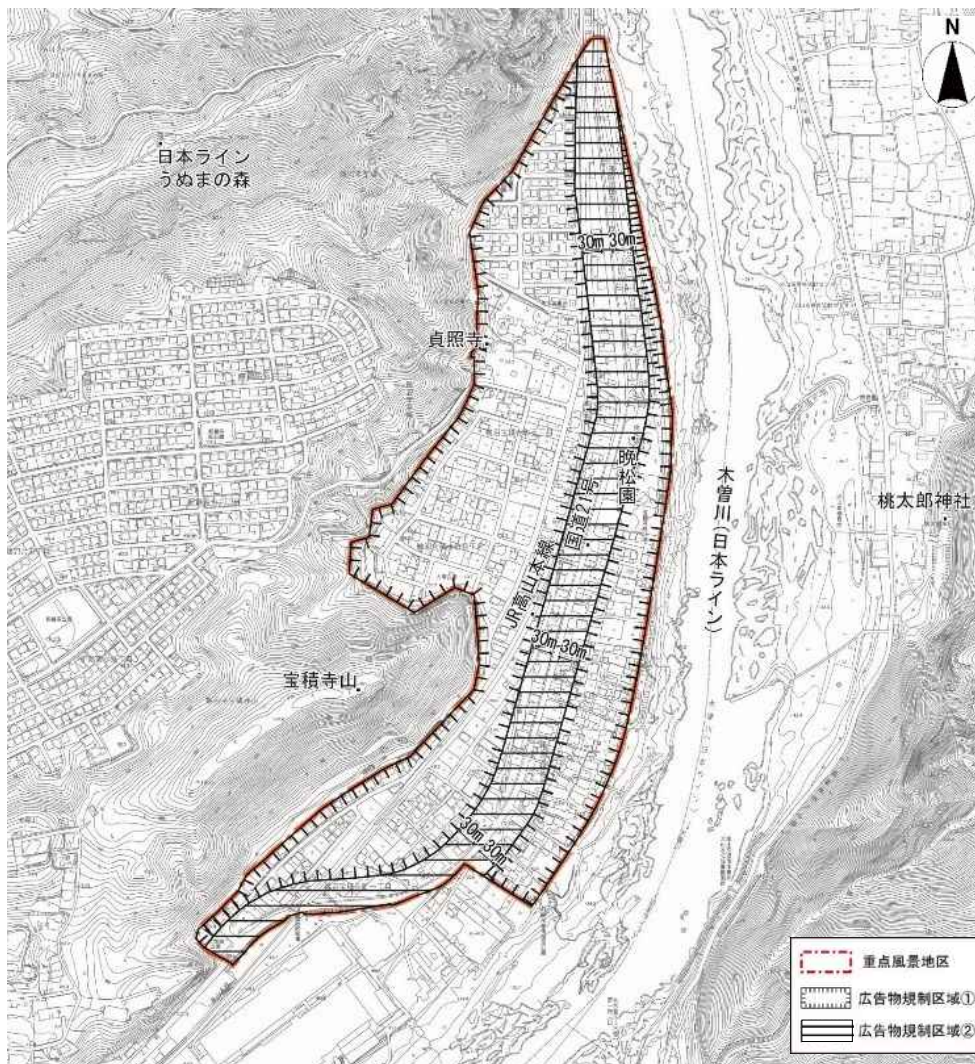 N
日本ライン
うぬまの森
30m 30m
貞照寺
晩松園
国道21号
JR高山本線
木曽川(日本ライン)
桃太郎神社
30m 30m
宝積寺山
30m 30m
重点風景地区
広告物規制区域①
広告物規制区域②